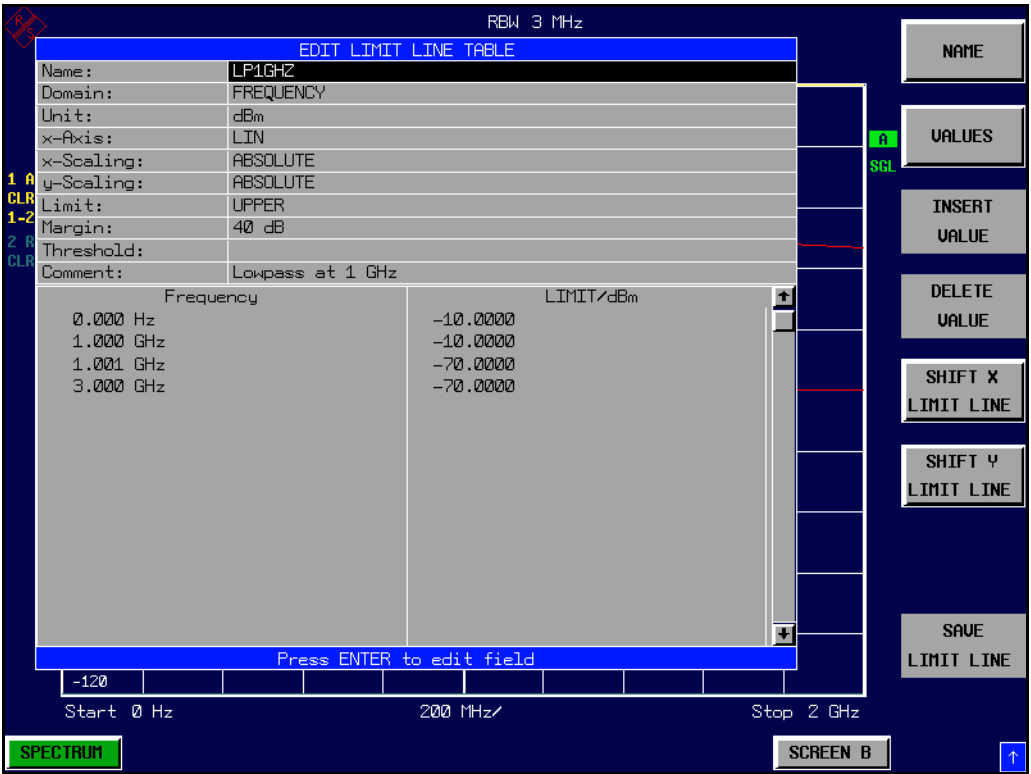 R S
RBW 3 MHz
EDIT LIMIT LINE TABLE
Name: LP1GHZ
Domain: FREQUENCY
Unit: dBm
x-Axis: LIN
x-Scaling: ABSOLUTE
y-Scaling: ABSOLUTE
Limit: UPPER
Margin: 40 dB
Threshold:
Comment: Lowpass at 1 GHz
Frequency LIMIT/dBm
0.000 Hz -10.0000
1.000 GHz -10.0000
1.001 GHz -70.0000
3.000 GHz -70.0000
Press ENTER to edit field
1 A
CLR
1-2
2 R
CLR
-120
Start 0 Hz 200 MHz/ Stop 2 GHz
A
SGL
NAME
VALUES
INSERT
VALUE
DELETE
VALUE
SHIFT X
LIMIT LINE
SHIFT Y
LIMIT LINE
SAVE
LIMIT LINE
SPECTRUM SCREEN B ↑